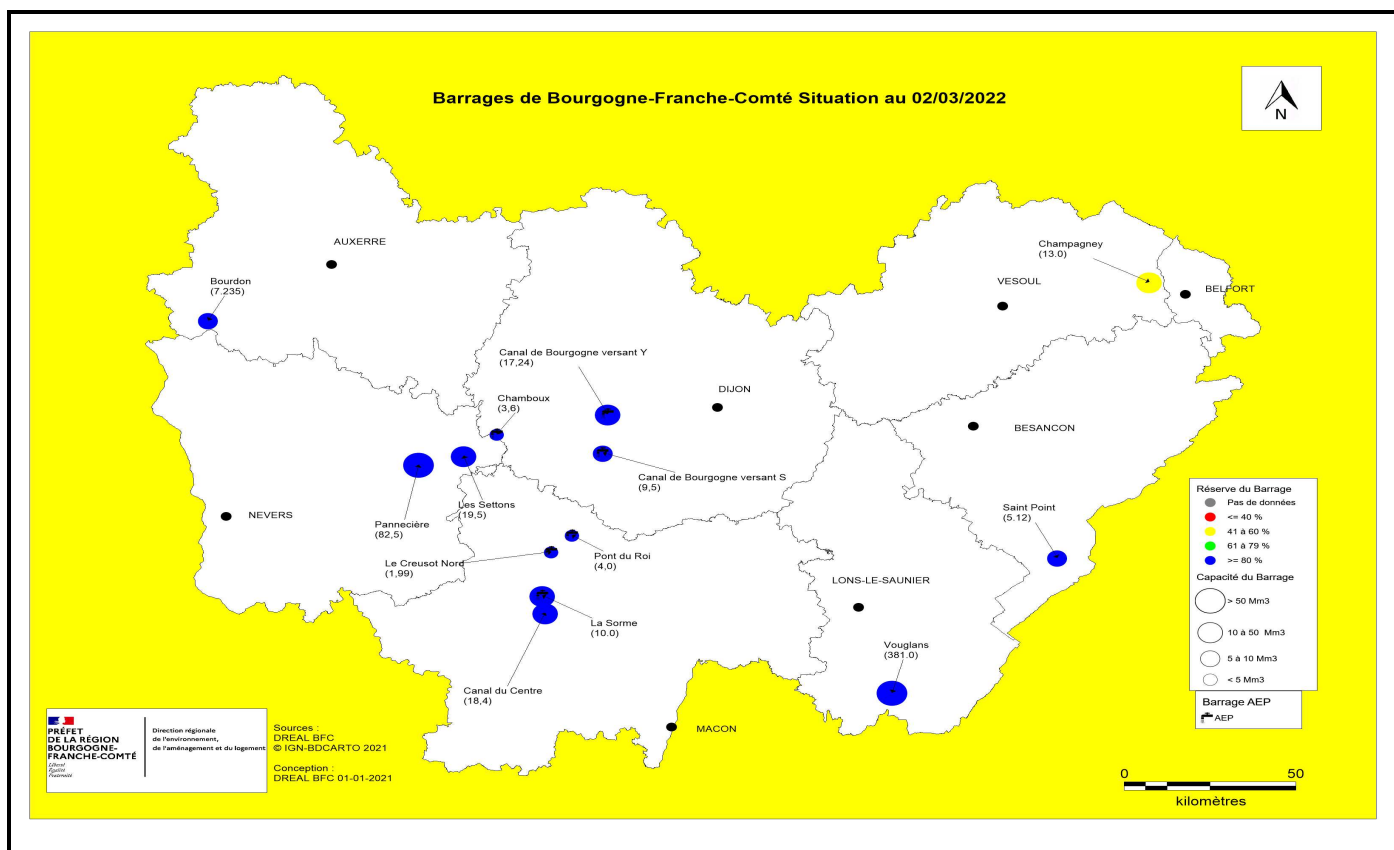 Barrages de Bourgogne-Franche-Comté Situation au 02/03/2022
N
AUXERRE
Bourdon
(7.235)
Champagney
(13.0)
VESOUL
BELFORT
Canal de Bourgogne versant Y
(17,24)
DIJON
Chamboux
(3,6)
BESANCON
Canal de Bourgogne versant S
(9,5)
Les Settons
(19,5)
Pannecière
(82,5)
NEVERS
Saint Point
(5.12)
Le Creusot Nord
(1,99)
Pont du Roi
(4,0)
LONS-LE-SAUNIER
La Sorme
(10.0)
Vouglans
(381.0)
Canal du Centre
(18,4)
MACON
Réserve du Barrage
Pas de données
<= 40 %
41 à 60 %
61 à 79 %
>= 80 %
Capacité du Barrage
> 50 Mm3
10 à 50 Mm3
5 à 10 Mm3
< 5 Mm3
Barrage AEP
AEP
PRÉFET
DE LA RÉGION
BOURGOGNE-
FRANCHE-COMTÉ
Liberté
Égalité
Fraternité
Direction régionale
de l'environnement,
de l'aménagement et du logement
Sources :
DREAL BFC
© IGN-BDCARTO 2021
Conception :
DREAL BFC 01-01-2021
0 50
kilomètres